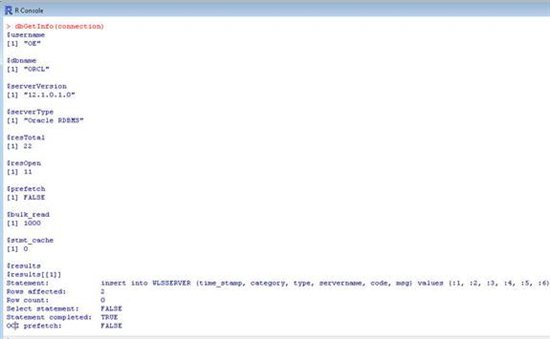 R Console
> dbGetInfo(connection)
$username
[1] "OE"
$dbname
[1] "ORCL"
$serverVersion
[1] "12.1.0.1.0"
$serverType
[1] "Oracle RDBMS"
$resTotal
[1] 22
$resOpen
[1] 11
$prefetch
[1] FALSE
$bulk_read
[1] 1000
$stmt_cache
[1] 0
$results
$results[[1]]
Statement: insert into WLSSERVER (time_stamp, category, type, servername, code, msg) values (:1, :2, :3, :4, :5, :6)
Rows affected: 2
Row count: 0
Select statement: FALSE
Statement completed: TRUE
OCI prefetch: FALSE